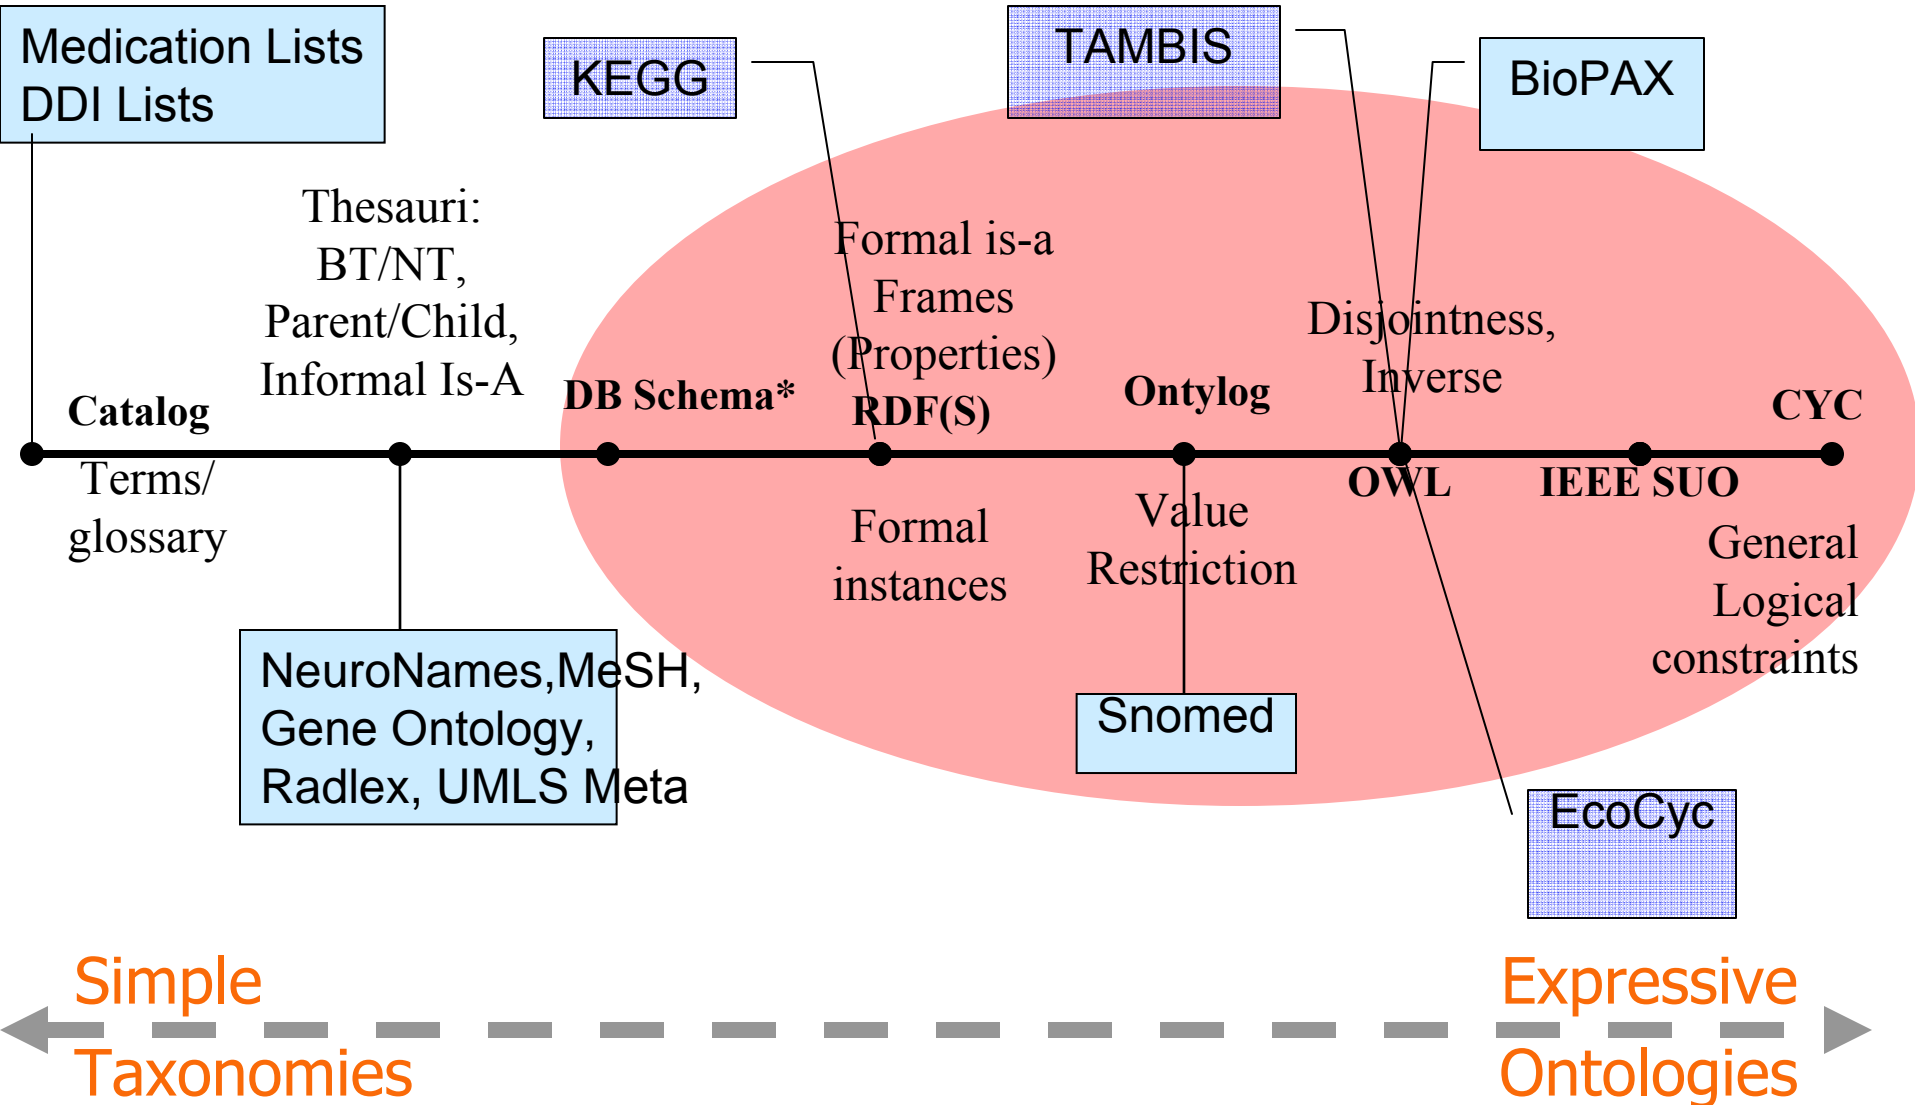 Medication Lists
DDI Lists
KEGG
TAMBIS
BioPAX
Thesauri:
BT/NT,
Parent/Child,
Informal Is-A
Formal is-a
Frames
(Properties)
Disjointness,
Inverse
Catalog
DB Schema*
RDF(S)
Ontylog
CYC
Terms/
glossary
OWL
IEEE SUO
Formal
instances
Value
Restriction
General
Logical
constraints
NeuroNames,MeSH,
Gene Ontology,
Radlex, UMLS Meta
Snomed
EcoCyc
Simple
Taxonomies
Expressive
Ontologies